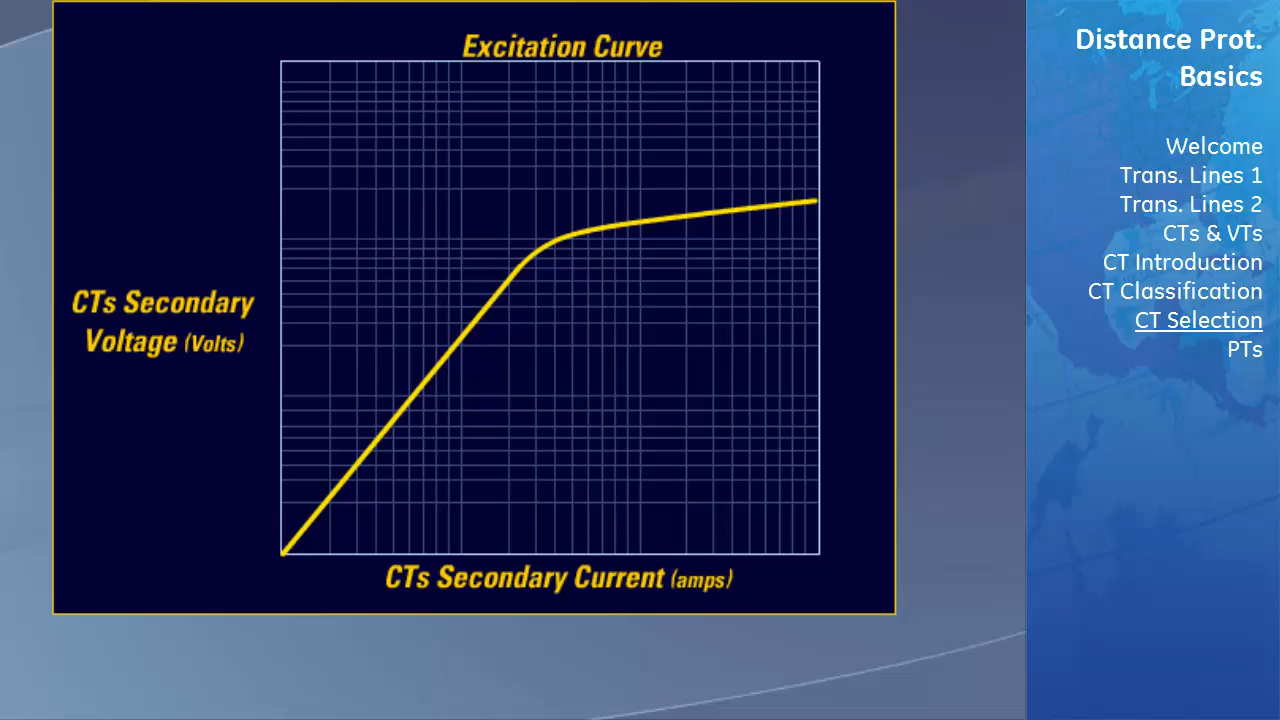 Excitation Curve
CTs Secondary
Voltage (Volts)
CTs Secondary Current (amps)
Distance Prot.
Basics
Welcome
Trans. Lines 1
Trans. Lines 2
CTs & VTs
CT Introduction
CT Classification
CT Selection
PTs